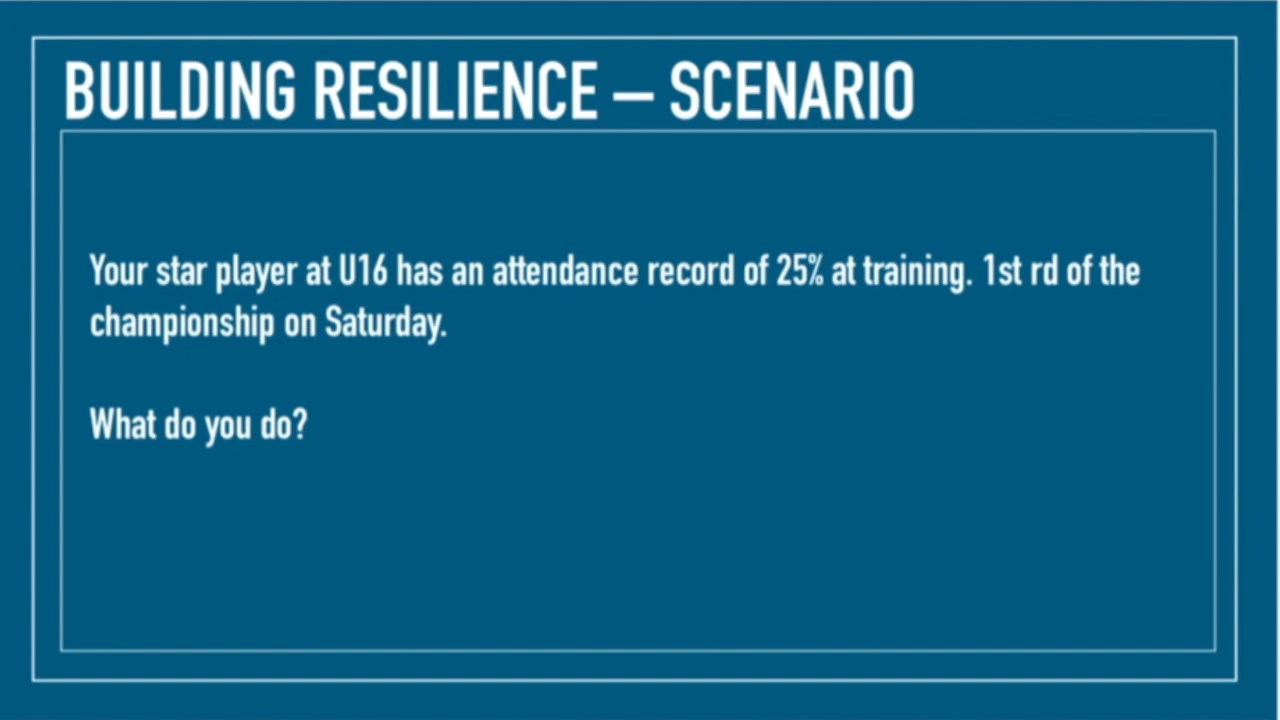 BUILDING RESILIENCE – SCENARIO
Your star player at U16 has an attendance record of 25% at training. 1st rd of the
championship on Saturday.
What do you do?